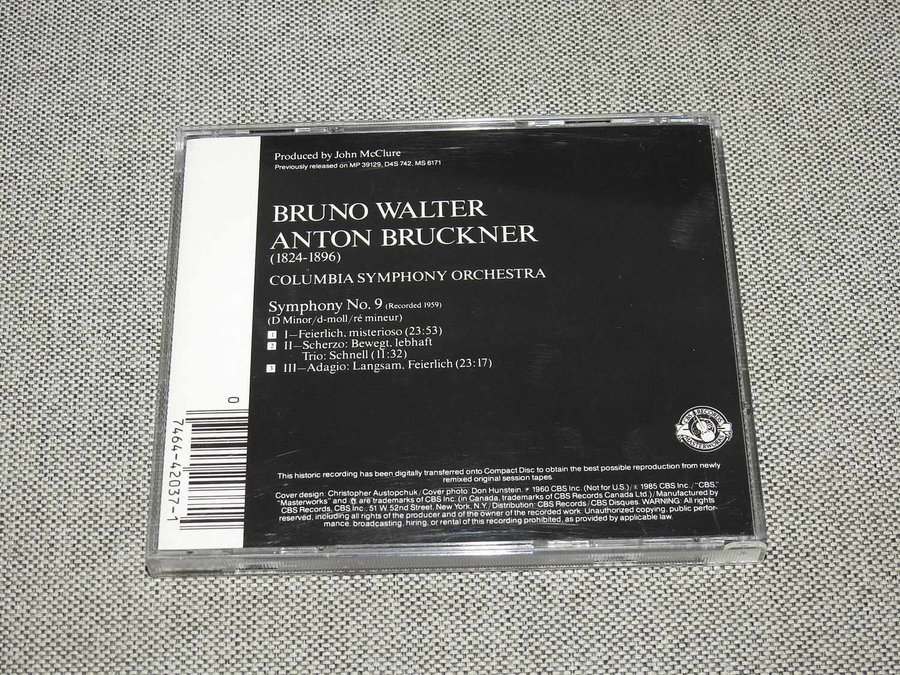 Produced by John McClure
Previously released on MP 39129, D4S 742, MS 6171
BRUNO WALTER
ANTON BRUCKNER
(1824-1896)
COLUMBIA SYMPHONY ORCHESTRA
Symphony No. 9 (Recorded 1959)
(D Minor/d-moll/ré mineur)
1 I—Feierlich, misterioso (23:53)
2 II—Scherzo: Bewegt, lebhaft
Trio: Schnell (11:32)
3 III—Adagio: Langsam, Feierlich (23:17)
0
7464-42037-1
CBS RECORDS
MASTERWORKS
This historic recording has been digitally transferred onto Compact Disc to obtain the best possible reproduction from newly
remixed original session tapes.
Cover design: Christopher Austopchuk/Cover photo: Don Hunstein. ℗ 1960 CBS Inc. (Not for U.S.)/© 1985 CBS Inc./"CBS,"
"Masterworks" and are trademarks of CBS Inc. (in Canada, trademarks of CBS Records Canada Ltd.)/Manufactured by
CBS Records, CBS Inc., 51 W. 52nd Street, New York, N.Y./Distribution: CBS Records/CBS Disques. WARNING: All rights
reserved, including all rights of the producer and of the owner of the recorded work. Unauthorized copying, public perfor-
mance, broadcasting, hiring, or rental of this recording prohibited, as provided by applicable law.